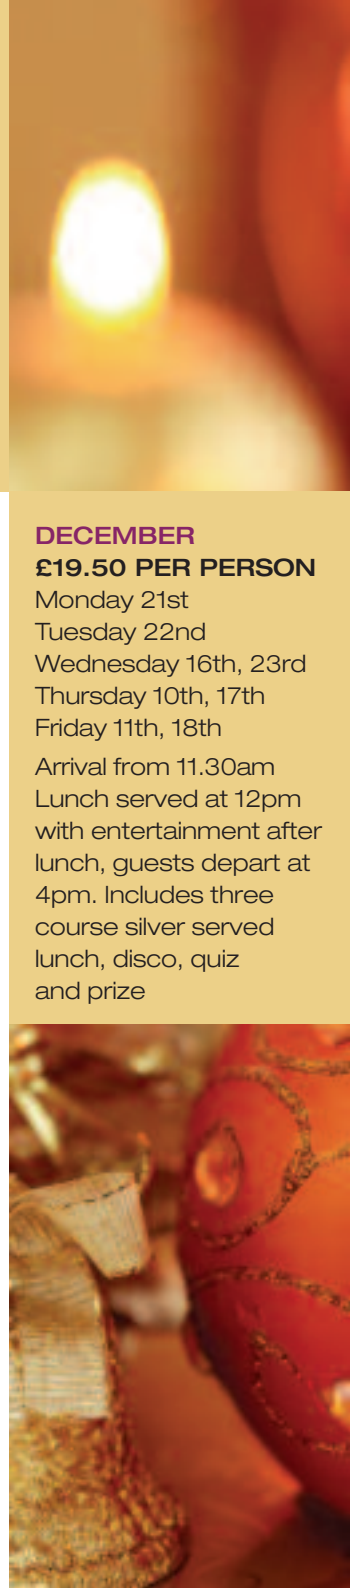 DECEMBER
£19.50 PER PERSON
Monday 21st
Tuesday 22nd
Wednesday 16th, 23rd
Thursday 10th, 17th
Friday 11th, 18th
Arrival from 11.30am
Lunch served at 12pm
with entertainment after
lunch, guests depart at
4pm. Includes three
course silver served
lunch, disco, quiz
and prize